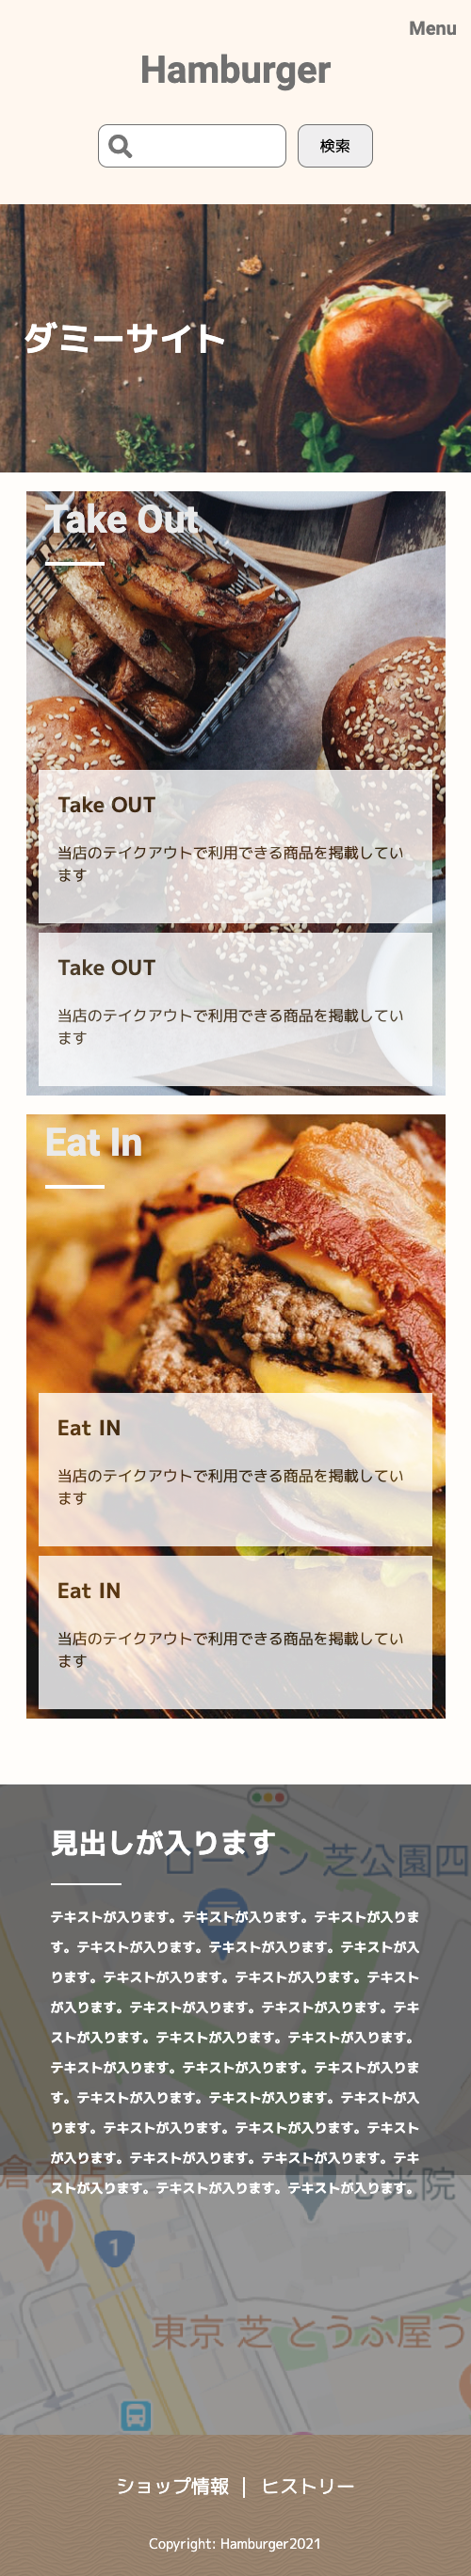 Menu
Hamburger
検索
ダミーサイト
Take Out
Take OUT
当店のテイクアウトで利用できる商品を掲載してい
ます
Take OUT
当店のテイクアウトで利用できる商品を掲載してい
ます
Eat In
Eat IN
当店のテイクアウトで利用できる商品を掲載してい
ます
Eat IN
当店のテイクアウトで利用できる商品を掲載してい
ます
見出しが入ります
ローソン 芝公園四
テキストが入ります。テキストが入ります。テキストが入りま
す。テキストが入ります。テキストが入ります。テキストが入
ります。テキストが入ります。テキストが入ります。テキスト
が入ります。テキストが入ります。テキストが入ります。テキ
ストが入ります。テキストが入ります。テキストが入ります。
テキストが入ります。テキストが入ります。テキストが入りま
す。テキストが入ります。テキストが入ります。テキストが入
ります。テキストが入ります。テキストが入ります。テキスト
が入ります。テキストが入ります。テキストが入ります。テキ
ストが入ります。テキストが入ります。テキストが入ります。
心光院
1
東京 芝 とうふ屋う
ショップ情報 | ヒストリー
Copyright: Hamburger2021